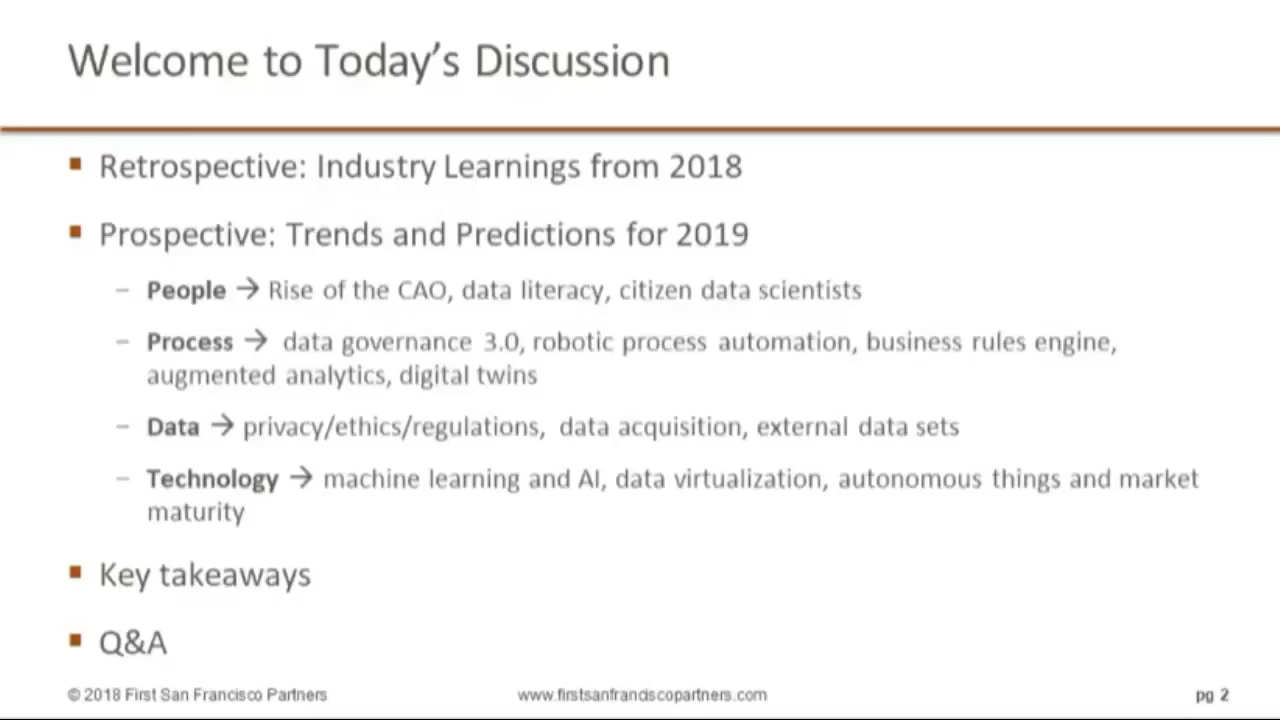 Welcome to Today's Discussion
▪ Retrospective: Industry Learnings from 2018
▪ Prospective: Trends and Predictions for 2019
– People → Rise of the CAO, data literacy, citizen data scientists
– Process → data governance 3.0, robotic process automation, business rules engine,
augmented analytics, digital twins
– Data → privacy/ethics/regulations, data acquisition, external data sets
– Technology → machine learning and AI, data virtualization, autonomous things and market
maturity
▪ Key takeaways
▪ Q&A
© 2018 First San Francisco Partners www.firstsanfranciscopartners.com pg 2